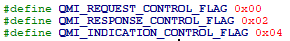 #define QMI_REQUEST_CONTROL_FLAG 0x00
#define QMI_RESPONSE_CONTROL_FLAG 0x02
#define QMI_INDICATION_CONTROL_FLAG 0x04